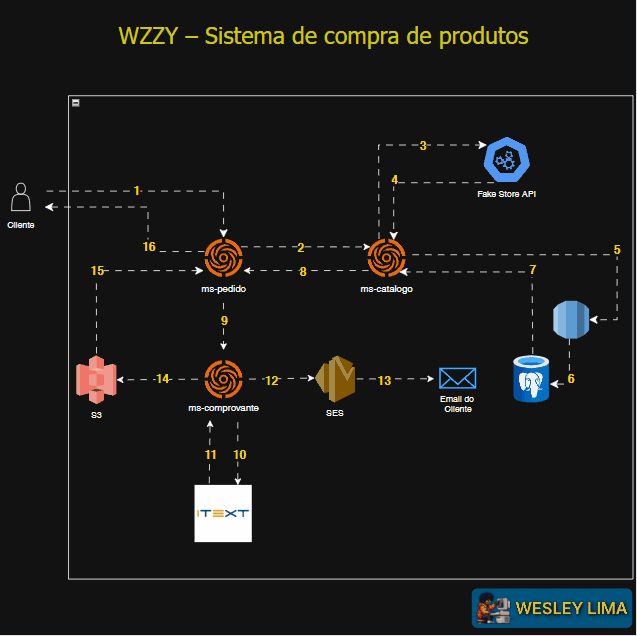 WZZY – Sistema de compra de produtos
3
4
Fake Store API
1
Cliente
16
2
5
15
8
7
ms-pedido
ms-catalogo
9
6
14
12
13
S3
ms-comprovante
SES
Email do
Cliente
11
10
iTEXT
WESLEY LIMA